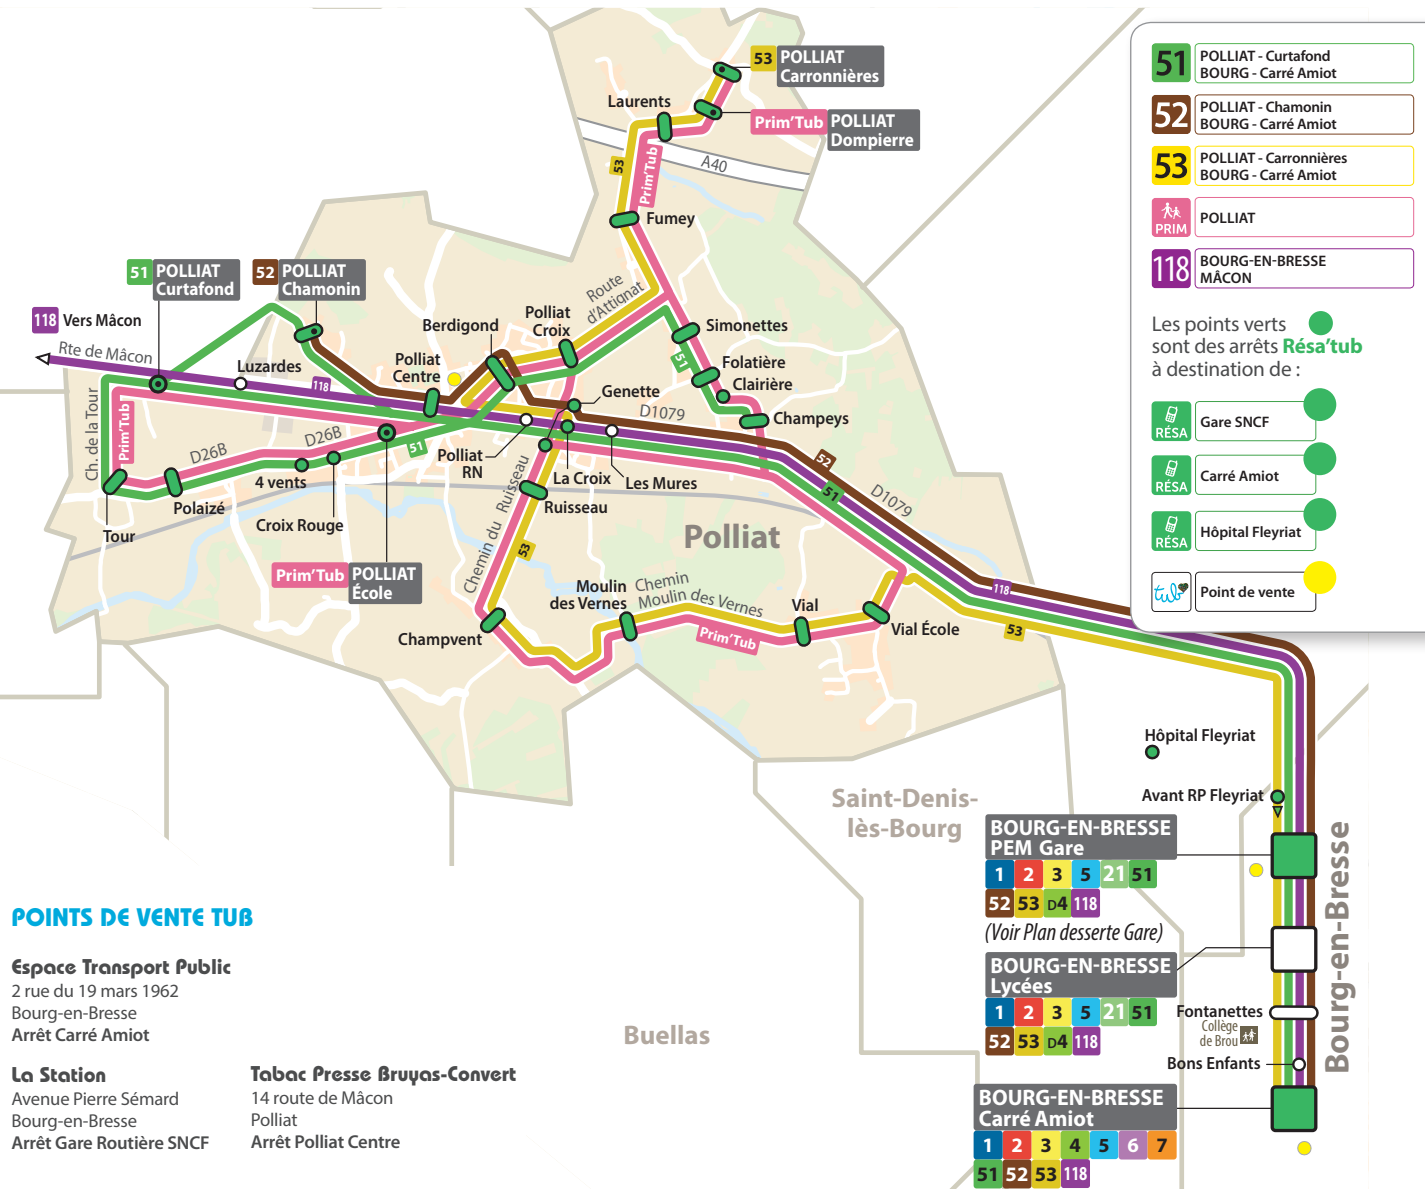 53 POLLIAT
Carronnières
Laurents
Prim'Tub POLLIAT
Dompierre
53
Prim'Tub
A40
Fumey
51 POLLIAT
Curtafond
52 POLLIAT
Chamonin
118 Vers Mâcon
Rte de Mâcon
Luzardes
118
Berdigond
Polliat
Croix
Route
d'Attignat
Polliat
Centre
Simonettes
51
Folatière
Clairière
Champeys
Genette
D1079
Ch. de la Tour
Prim'Tub
D26B
D26B
51
4 vents
Polaizé
Tour
Croix Rouge
Prim'Tub POLLIAT
École
Polliat
RN
La Croix
Les Mures
Ruisseau
Chemin du Ruisseau
53
52
51
D1079
Polliat
Champvent
Moulin
des Vernes
Chemin
Moulin des Vernes
Prim'Tub
Vial
Vial École
118
53
51 POLLIAT - Curtafond
BOURG - Carré Amiot
52 POLLIAT - Chamonin
BOURG - Carré Amiot
53 POLLIAT - Carronnières
BOURG - Carré Amiot
PRIM POLLIAT
118 BOURG-EN-BRESSE
MÂCON
Les points verts
sont des arrêts Résa'tub
à destination de :
RÉSA Gare SNCF
RÉSA Carré Amiot
RÉSA Hôpital Fleyriat
tub Point de vente
Hôpital Fleyriat
Avant RP Fleyriat
Saint-Denis-
lès-Bourg
Buellas
Bourg-en-Bresse
BOURG-EN-BRESSE
PEM Gare
1 2 3 5 21 51
52 53 D4 118
(Voir Plan desserte Gare)
BOURG-EN-BRESSE
Lycées
1 2 3 5 21 51
52 53 D4 118
Fontanettes
Collège
de Brou
Bons Enfants
BOURG-EN-BRESSE
Carré Amiot
1 2 3 4 5 6 7
51 52 53 118
POINTS DE VENTE TUB
Espace Transport Public
2 rue du 19 mars 1962
Bourg-en-Bresse
Arrêt Carré Amiot
La Station
Avenue Pierre Sémard
Bourg-en-Bresse
Arrêt Gare Routière SNCF
Tabac Presse Bruyas-Convert
14 route de Mâcon
Polliat
Arrêt Polliat Centre